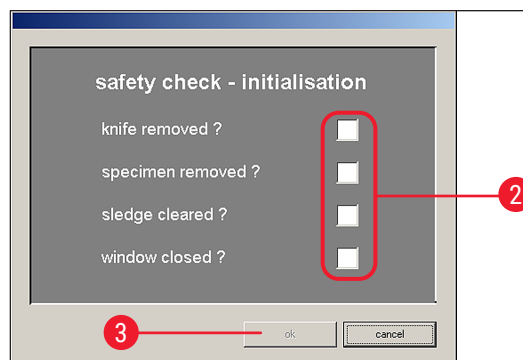 safety check - initialisation
knife removed ?
specimen removed ?
sledge cleared ?
window closed ?
2
3
ok
cancel